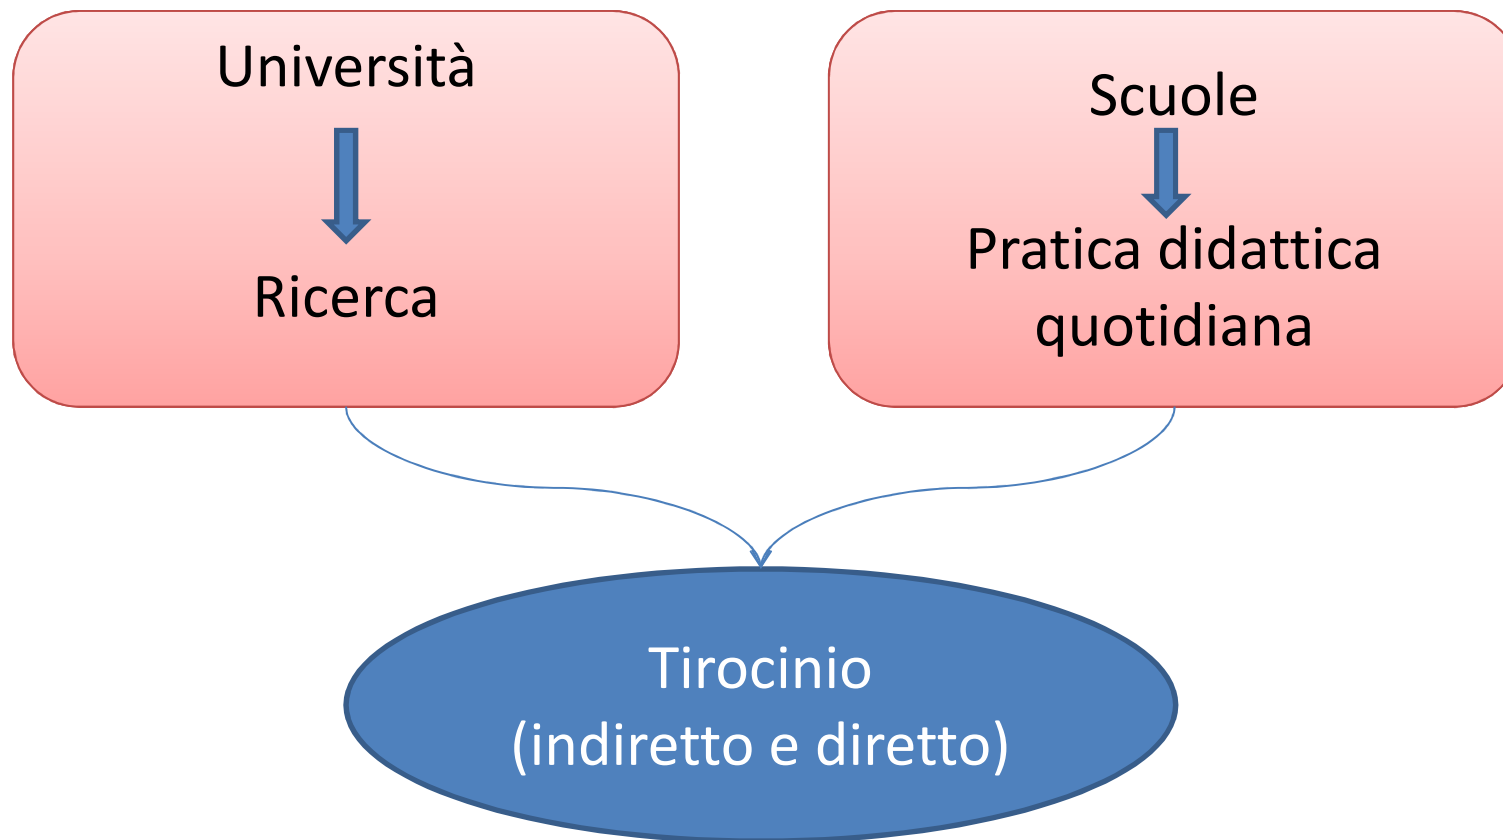 Università
Ricerca
Scuole
Pratica didattica
quotidiana
Tirocinio
(indiretto e diretto)